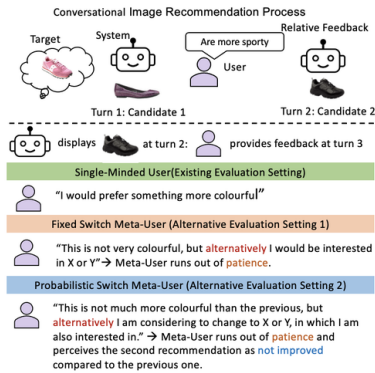 Conversational Image Recommendation Process
Target
System
Relative Feedback
Are more sporty
User
Turn 1: Candidate 1
Turn 2: Candidate 2
displays at turn 2: provides feedback at turn 3
Single-Minded User(Existing Evaluation Setting)
“I would prefer something more colourful”
Fixed Switch Meta-User (Alternative Evaluation Setting 1)
“This is not very colourful, but alternatively I would be interested
in X or Y”→ Meta-User runs out of patience.
Probabilistic Switch Meta-User (Alternative Evaluation Setting 2)
“This is not much more colourful than the previous, but
alternatively I am considering to change to X or Y, in which I am
also interested in.” → Meta-User runs out of patience and
perceives the second recommendation as not improved
compared to the previous one.